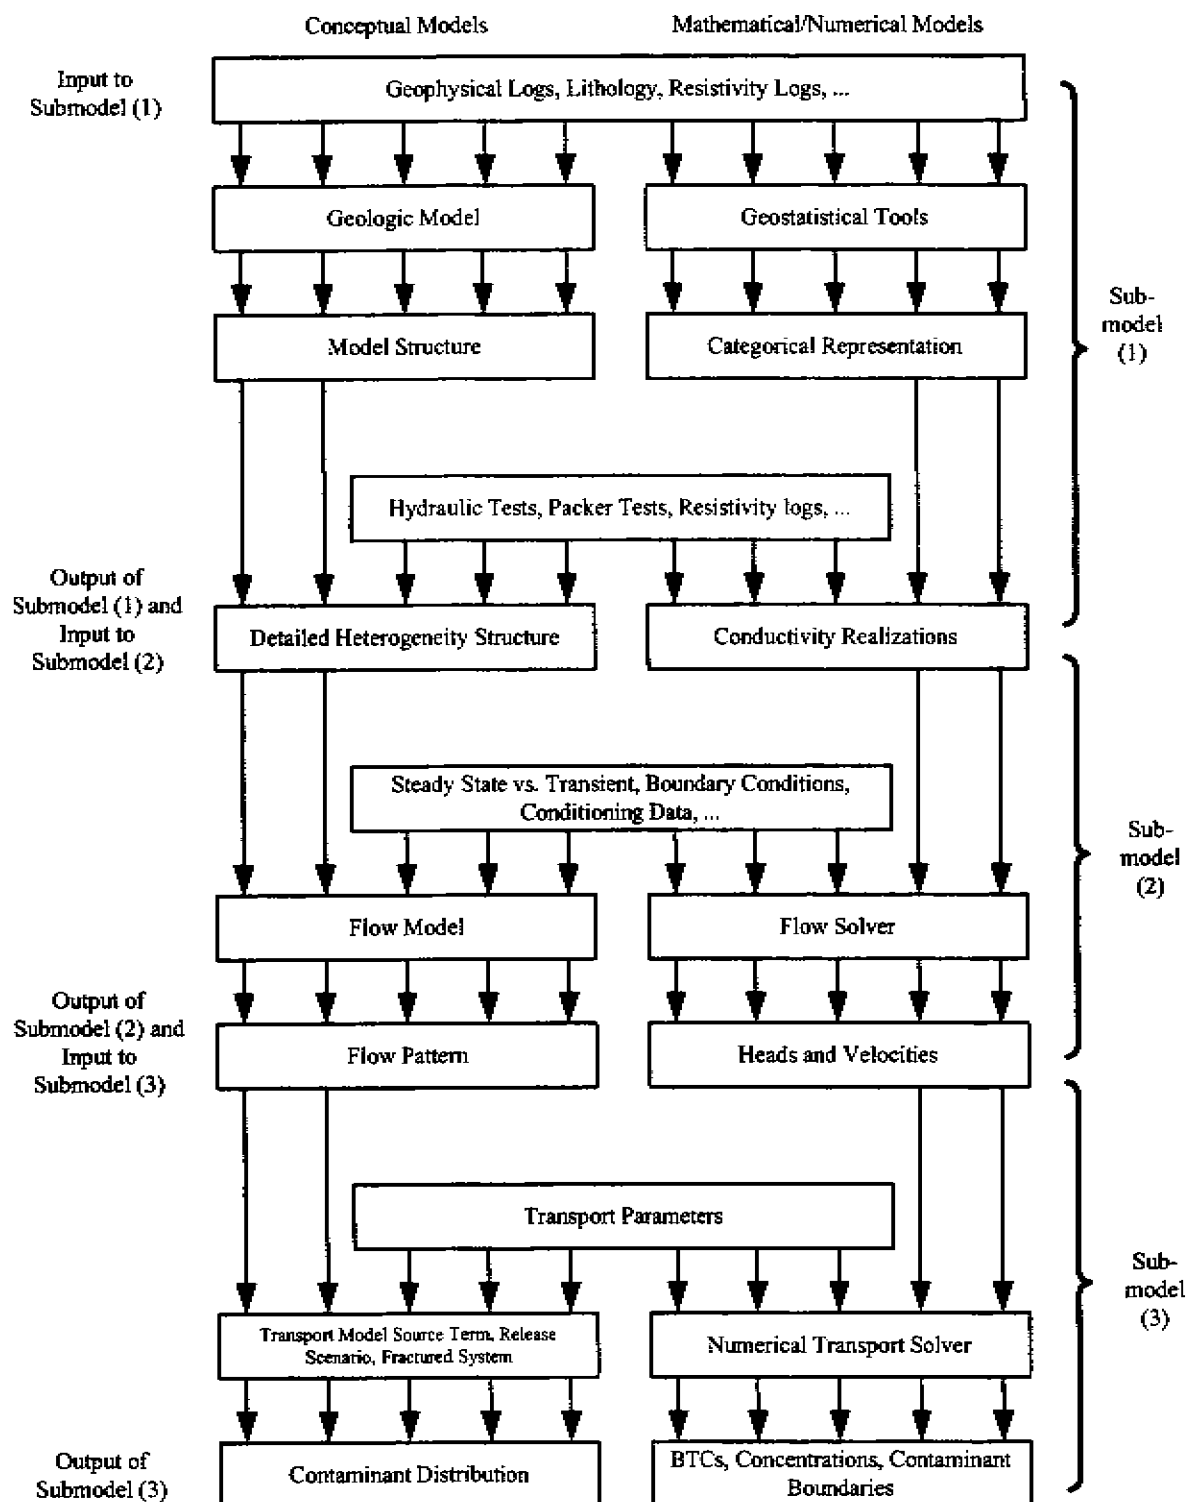 Conceptual Models
Mathematical/Numerical Models
Input to
Submodel (1)
Geophysical Logs, Lithology, Resistivity Logs, ...
Geologic Model
Geostatistical Tools
Model Structure
Categorical Representation
Sub-
model
(1)
Hydraulic Tests, Packer Tests, Resistivity logs, ...
Output of
Submodel (1) and
Input to
Submodel (2)
Detailed Heterogeneity Structure
Conductivity Realizations
Steady State vs. Transient, Boundary Conditions,
Conditioning Data, ...
Sub-
model
(2)
Flow Model
Flow Solver
Output of
Submodel (2) and
Input to
Submodel (3)
Flow Pattern
Heads and Velocities
Transport Parameters
Sub-
model
(3)
Transport Model Source Term, Release
Scenario, Fractured System
Numerical Transport Solver
Output of
Submodel (3)
Contaminant Distribution
BTCs, Concentrations, Contaminant
Boundaries